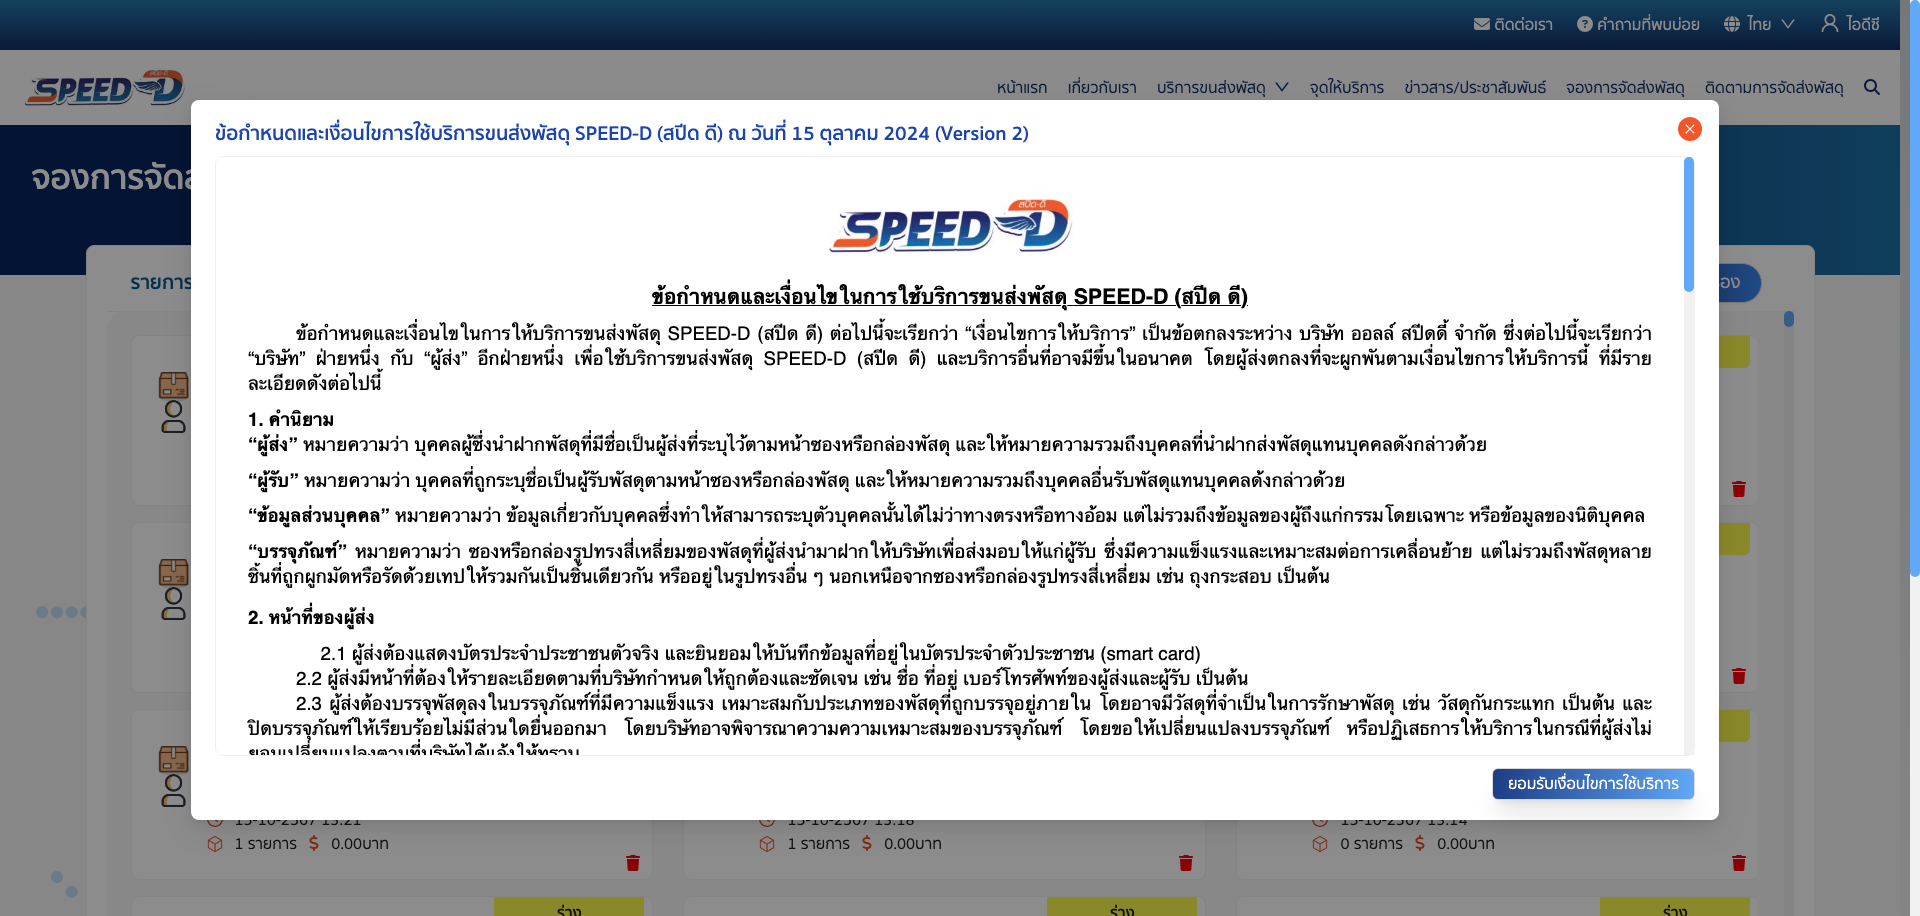 ติดต่อเรา คำถามที่พบบ่อย ไทย ไอดีซี
สปีด-ดี
SPEED-D
หน้าแรก เกี่ยวกับเรา บริการขนส่งพัสดุ จุดให้บริการ ข่าวสาร/ประชาสัมพันธ์ จองการจัดส่งพัสดุ ติดตามการจัดส่งพัสดุ
ข้อกำหนดและเงื่อนไขการใช้บริการขนส่งพัสดุ SPEED-D (สปีด ดี) ณ วันที่ 15 ตุลาคม 2024 (Version 2)
จองการจัดส
รายการ
อง
สปีด-ดี
SPEED-D
ข้อกำหนดและเงื่อนไขในการใช้บริการขนส่งพัสดุ SPEED-D (สปีด ดี)
ข้อกำหนดและเงื่อนไขในการให้บริการขนส่งพัสดุ SPEED-D (สปีด ดี) ต่อไปนี้จะเรียกว่า “เงื่อนไขการให้บริการ” เป็นข้อตกลงระหว่าง บริษัท ออลล์ สปีดดี้ จำกัด ซึ่งต่อไปนี้จะเรียกว่า
“บริษัท” ฝ่ายหนึ่ง กับ “ผู้ส่ง” อีกฝ่ายหนึ่ง เพื่อใช้บริการขนส่งพัสดุ SPEED-D (สปีด ดี) และบริการอื่นที่อาจมีขึ้นในอนาคต โดยผู้ส่งตกลงที่จะผูกพันตามเงื่อนไขการให้บริการนี้ ที่มีราย
ละเอียดดังต่อไปนี้
1. คำนิยาม
“ผู้ส่ง” หมายความว่า บุคคลผู้ซึ่งนำฝากพัสดุที่มีชื่อเป็นผู้ส่งที่ระบุไว้ตามหน้าซองหรือกล่องพัสดุ และให้หมายความรวมถึงบุคคลที่นำฝากส่งพัสดุแทนบุคคลดังกล่าวด้วย
“ผู้รับ” หมายความว่า บุคคลที่ถูกระบุชื่อเป็นผู้รับพัสดุตามหน้าซองหรือกล่องพัสดุ และให้หมายความรวมถึงบุคคลอื่นรับพัสดุแทนบุคคลดังกล่าวด้วย
“ข้อมูลส่วนบุคคล” หมายความว่า ข้อมูลเกี่ยวกับบุคคลซึ่งทำให้สามารถระบุตัวบุคคลนั้นได้ไม่ว่าทางตรงหรือทางอ้อม แต่ไม่รวมถึงข้อมูลของผู้ถึงแก่กรรมโดยเฉพาะ หรือข้อมูลของนิติบุคคล
“บรรจุภัณฑ์” หมายความว่า ซองหรือกล่องรูปทรงสี่เหลี่ยมของพัสดุที่ผู้ส่งนำมาฝากให้บริษัทเพื่อส่งมอบให้แก่ผู้รับ ซึ่งมีความแข็งแรงและเหมาะสมต่อการเคลื่อนย้าย แต่ไม่รวมถึงพัสดุหลาย
ชิ้นที่ถูกผูกมัดหรือรัดด้วยเทปให้รวมกันเป็นชิ้นเดียวกัน หรืออยู่ในรูปทรงอื่น ๆ นอกเหนือจากซองหรือกล่องรูปทรงสี่เหลี่ยม เช่น ถุงกระสอบ เป็นต้น
2. หน้าที่ของผู้ส่ง
2.1 ผู้ส่งต้องแสดงบัตรประจำประชาชนตัวจริง และยินยอมให้บันทึกข้อมูลที่อยู่ในบัตรประจำตัวประชาชน (smart card)
2.2 ผู้ส่งมีหน้าที่ต้องให้รายละเอียดตามที่บริษัทกำหนดให้ถูกต้องและชัดเจน เช่น ชื่อ ที่อยู่ เบอร์โทรศัพท์ของผู้ส่งและผู้รับ เป็นต้น
2.3 ผู้ส่งต้องบรรจุพัสดุลงในบรรจุภัณฑ์ที่มีความแข็งแรง เหมาะสมกับประเภทของพัสดุที่ถูกบรรจุอยู่ภายใน โดยอาจมีวัสดุที่จำเป็นในการรักษาพัสดุ เช่น วัสดุกันกระแทก เป็นต้น และ
ปิดบรรจุภัณฑ์ให้เรียบร้อยไม่มีส่วนใดยื่นออกมา โดยบริษัทอาจพิจารณาความความเหมาะสมของบรรจุภัณฑ์ โดยขอให้เปลี่ยนแปลงบรรจุภัณฑ์ หรือปฏิเสธการให้บริการในกรณีที่ผู้ส่งไม่
ยอมเปลี่ยนแปลงตามที่บริษัทได้แจ้งให้ทราบ
ยอมรับเงื่อนไขการใช้บริการ
15-10-2567 15:21 15-10-2567 15:18 15-10-2567 15:14
1 รายการ 0.00บาท 1 รายการ 0.00บาท 0 รายการ 0.00บาท
ร่าง ร่าง ร่าง